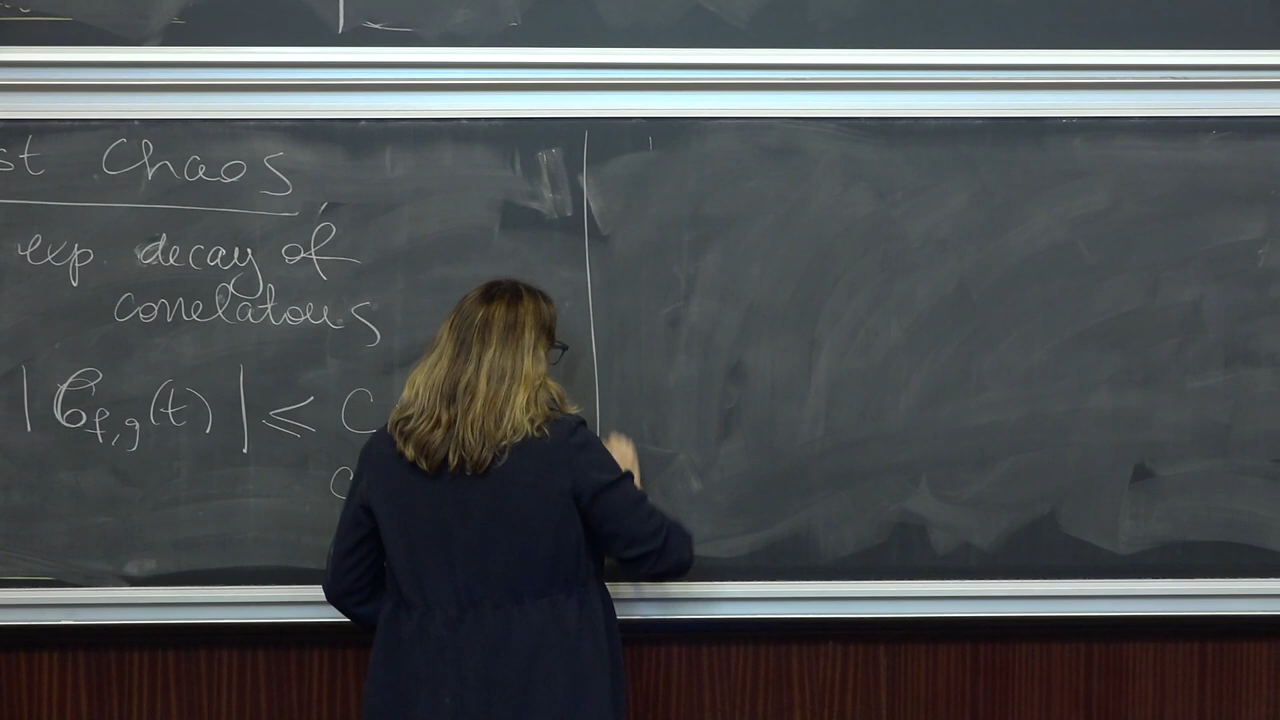 st Chaos
exp. decay of
correlations
|C_{f,g}(t)| ≤ C
c